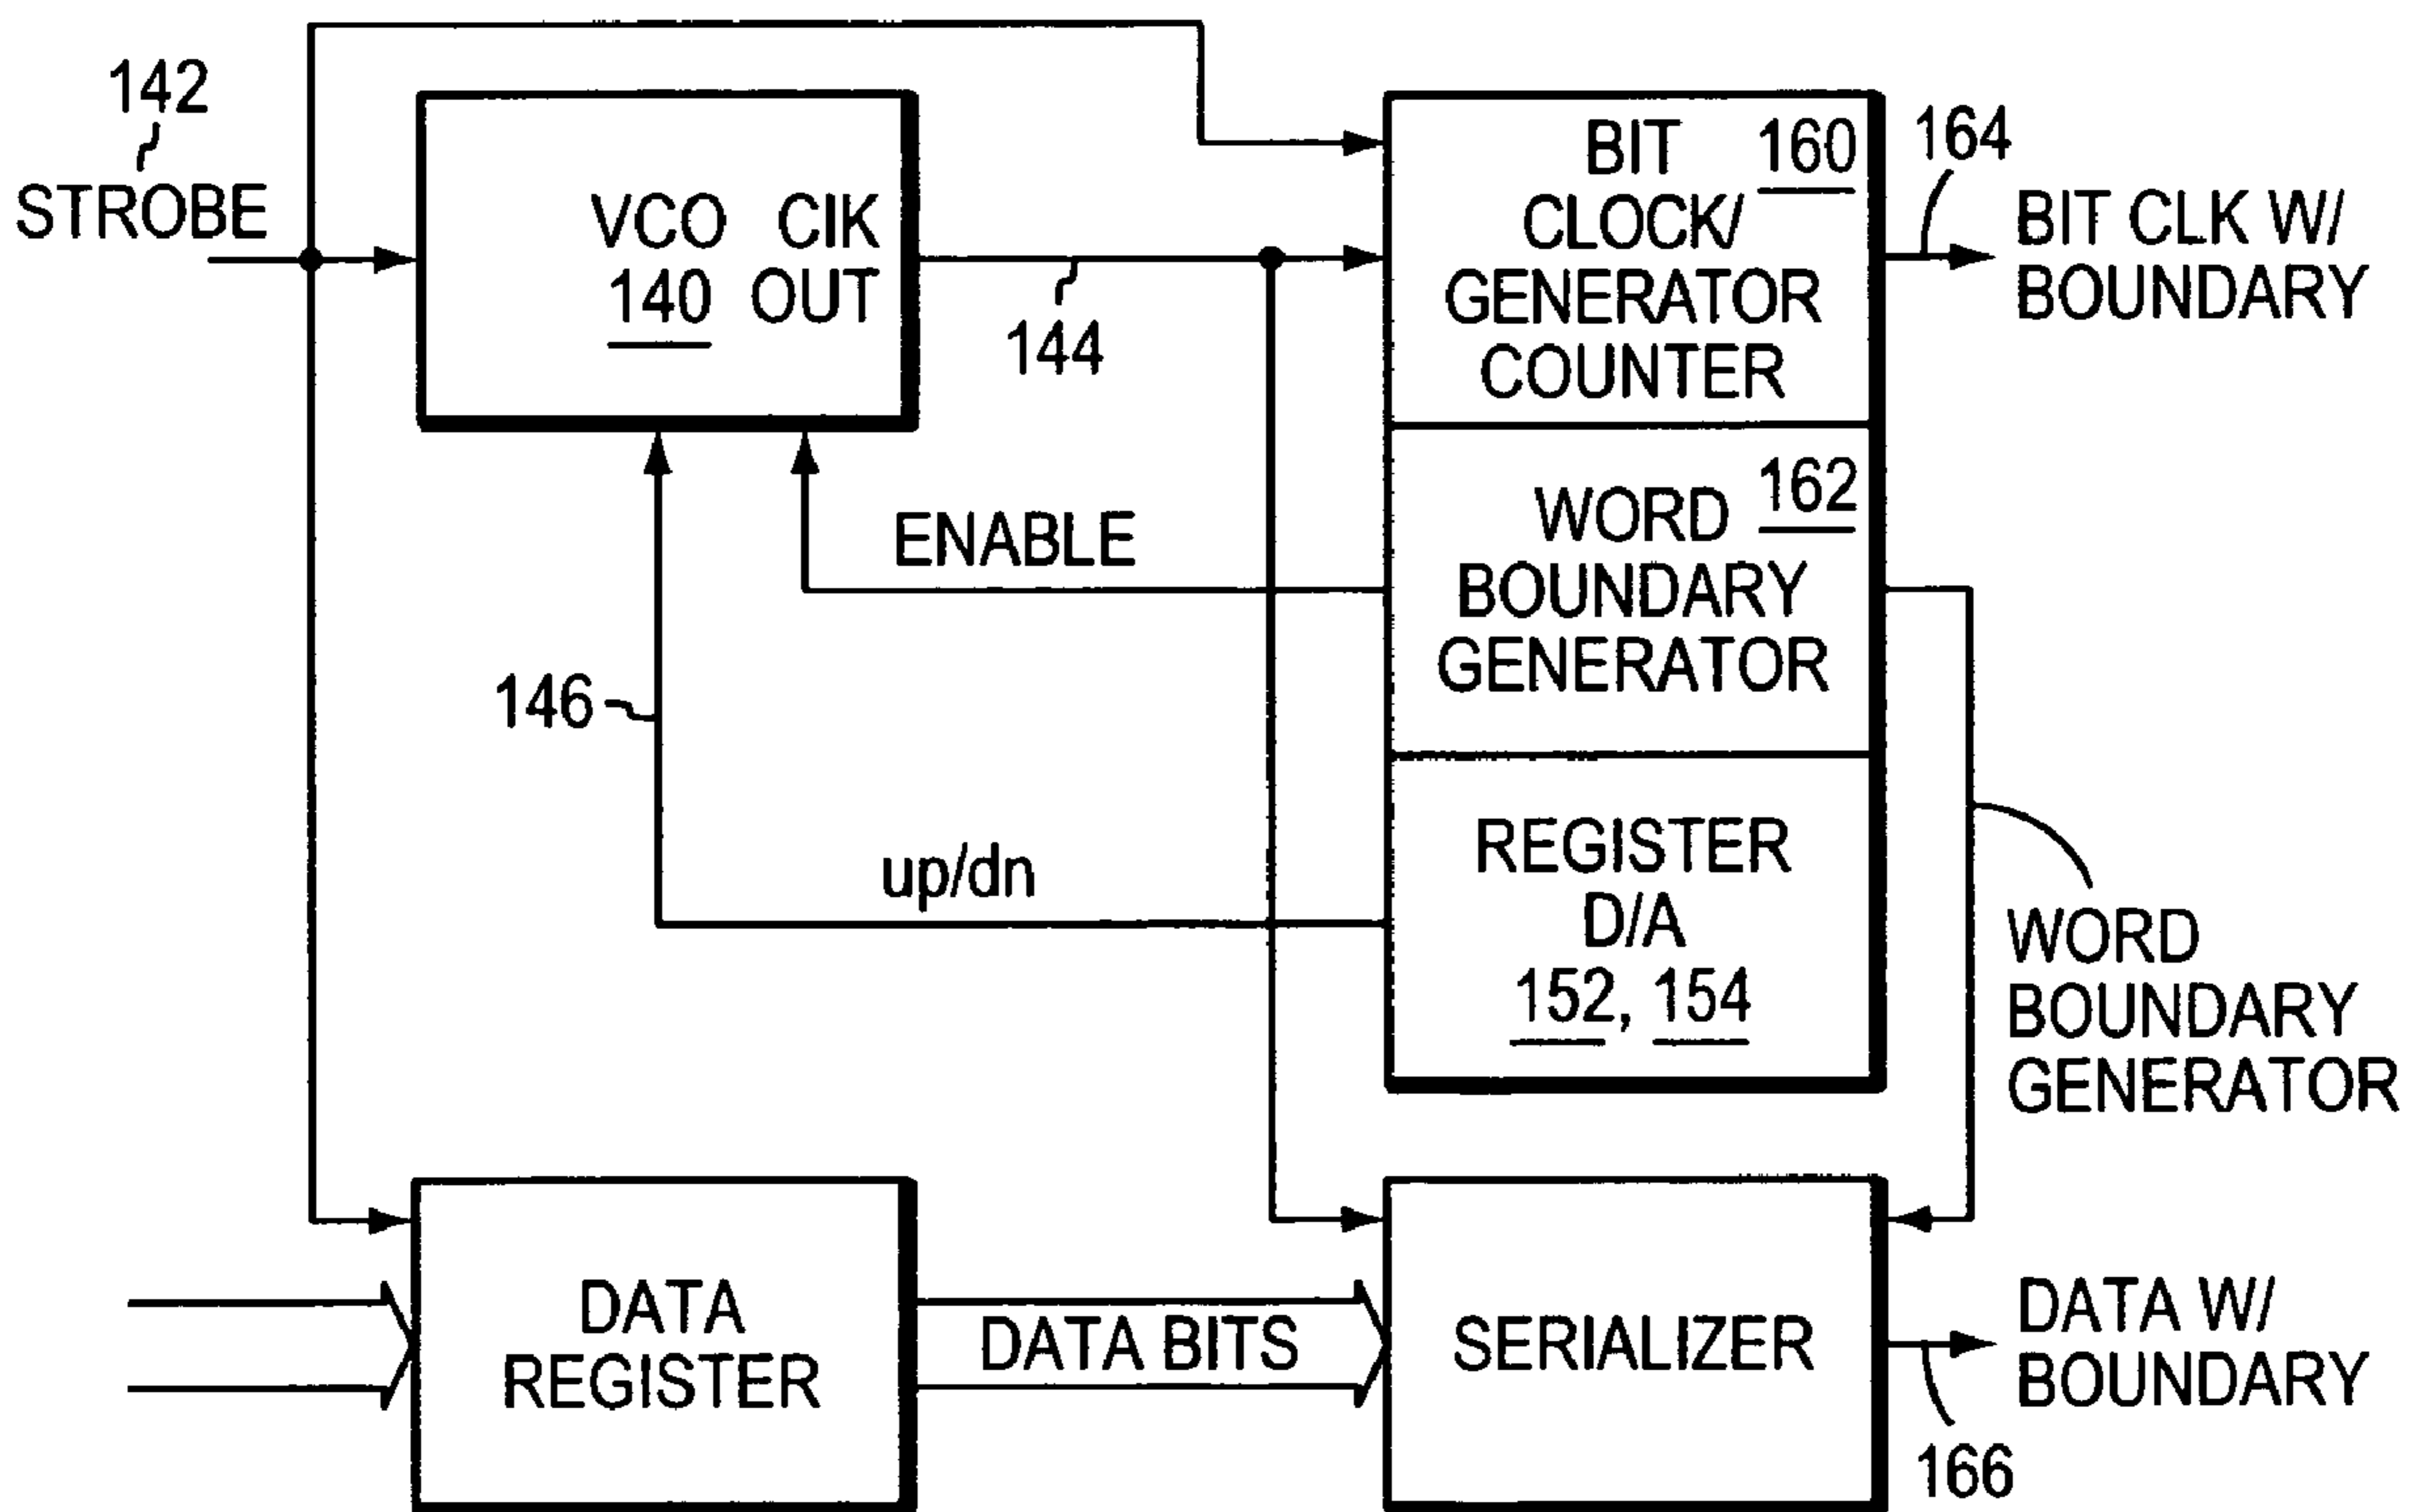 142
STROBE
VCO CIK
140 OUT
144
BIT 160
CLOCK/
GENERATOR
COUNTER
164
BIT CLK W/
BOUNDARY
WORD 162
BOUNDARY
GENERATOR
ENABLE
146
up/dn
REGISTER
D/A
152, 154
WORD
BOUNDARY
GENERATOR
DATA
REGISTER
DATA BITS
SERIALIZER
DATA W/
BOUNDARY
166